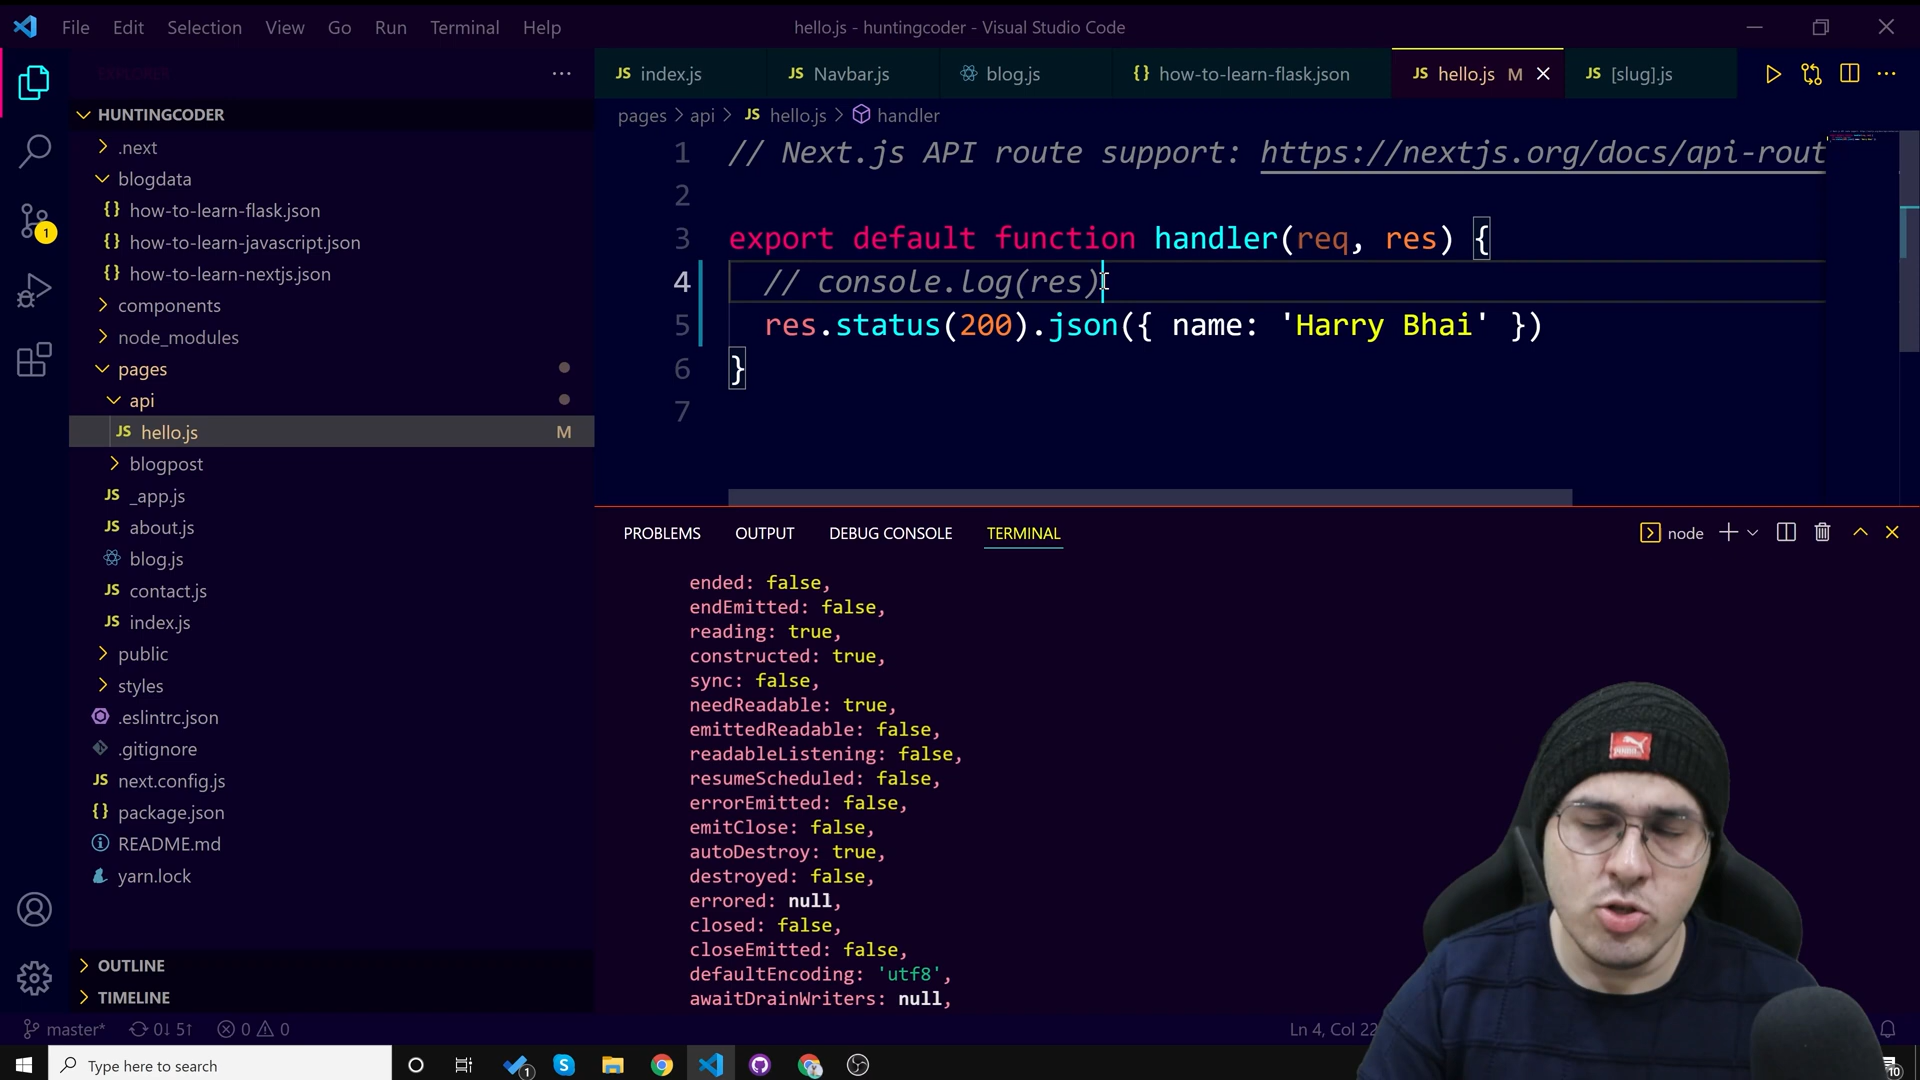 File Edit Selection View Go Run Terminal Help
hello.js - huntingcoder - Visual Studio Code
EXPLORER
HUNTINGCODER
.next
blogdata
how-to-learn-flask.json
how-to-learn-javascript.json
how-to-learn-nextjs.json
components
node_modules
pages
api
JS hello.js M
blogpost
JS _app.js
JS about.js
blog.js
JS contact.js
JS index.js
public
styles
.eslintrc.json
.gitignore
JS next.config.js
package.json
README.md
yarn.lock
OUTLINE
TIMELINE
1
JS index.js JS Navbar.js blog.js {} how-to-learn-flask.json JS hello.js M JS [slug].js
pages > api > JS hello.js > handler
1 // Next.js API route support: https://nextjs.org/docs/api-rout
2
3 export default function handler(req, res) {
4 // console.log(res)
5 res.status(200).json({ name: 'Harry Bhai' })
6 }
7
PROBLEMS OUTPUT DEBUG CONSOLE TERMINAL
node
ended: false,
endEmitted: false,
reading: true,
constructed: true,
sync: false,
needReadable: true,
emittedReadable: false,
readableListening: false,
resumeScheduled: false,
errorEmitted: false,
emitClose: false,
autoDestroy: true,
destroyed: false,
errored: null,
closed: false,
closeEmitted: false,
defaultEncoding: 'utf8',
awaitDrainWriters: null,
master* 0↓ 5↑ 0 0
Ln 4, Col 22
Type here to search
1
10